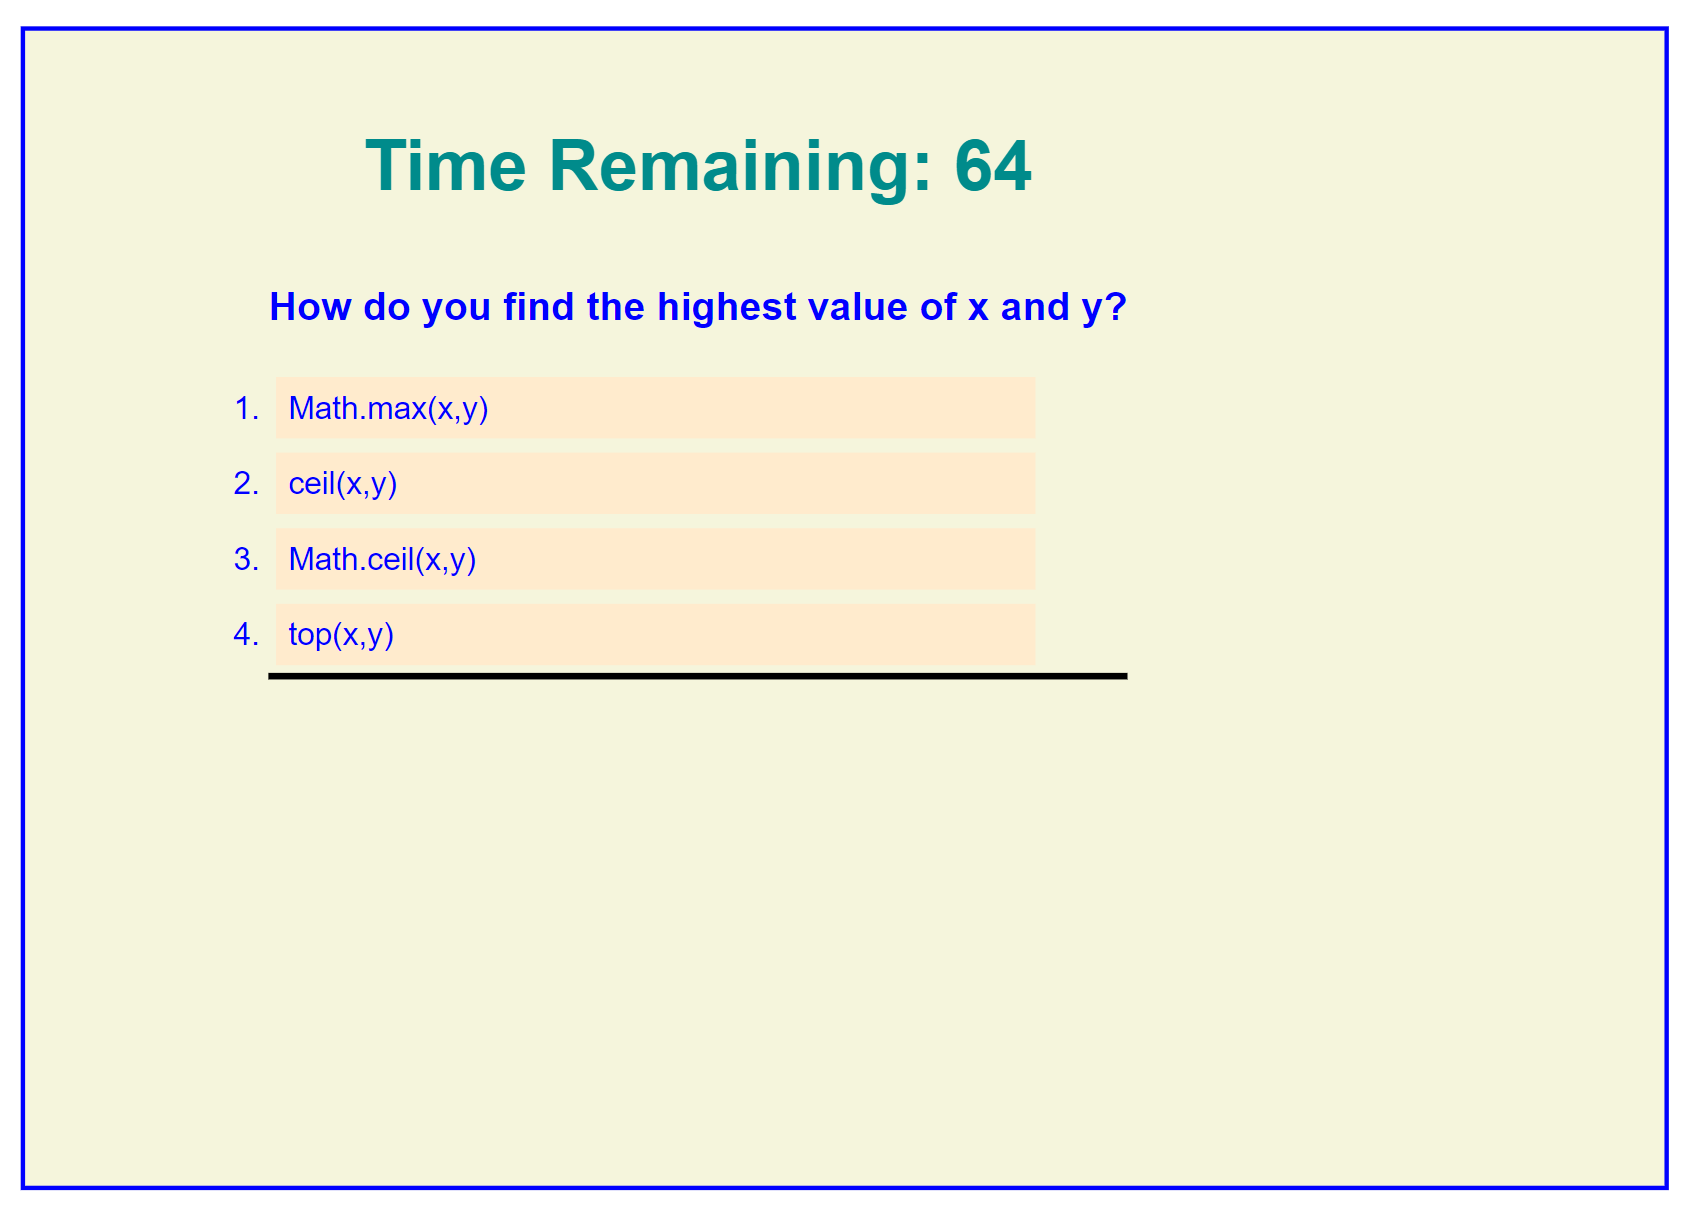 Time Remaining: 64
How do you find the highest value of x and y?
1. Math.max(x,y)
2. ceil(x,y)
3. Math.ceil(x,y)
4. top(x,y)